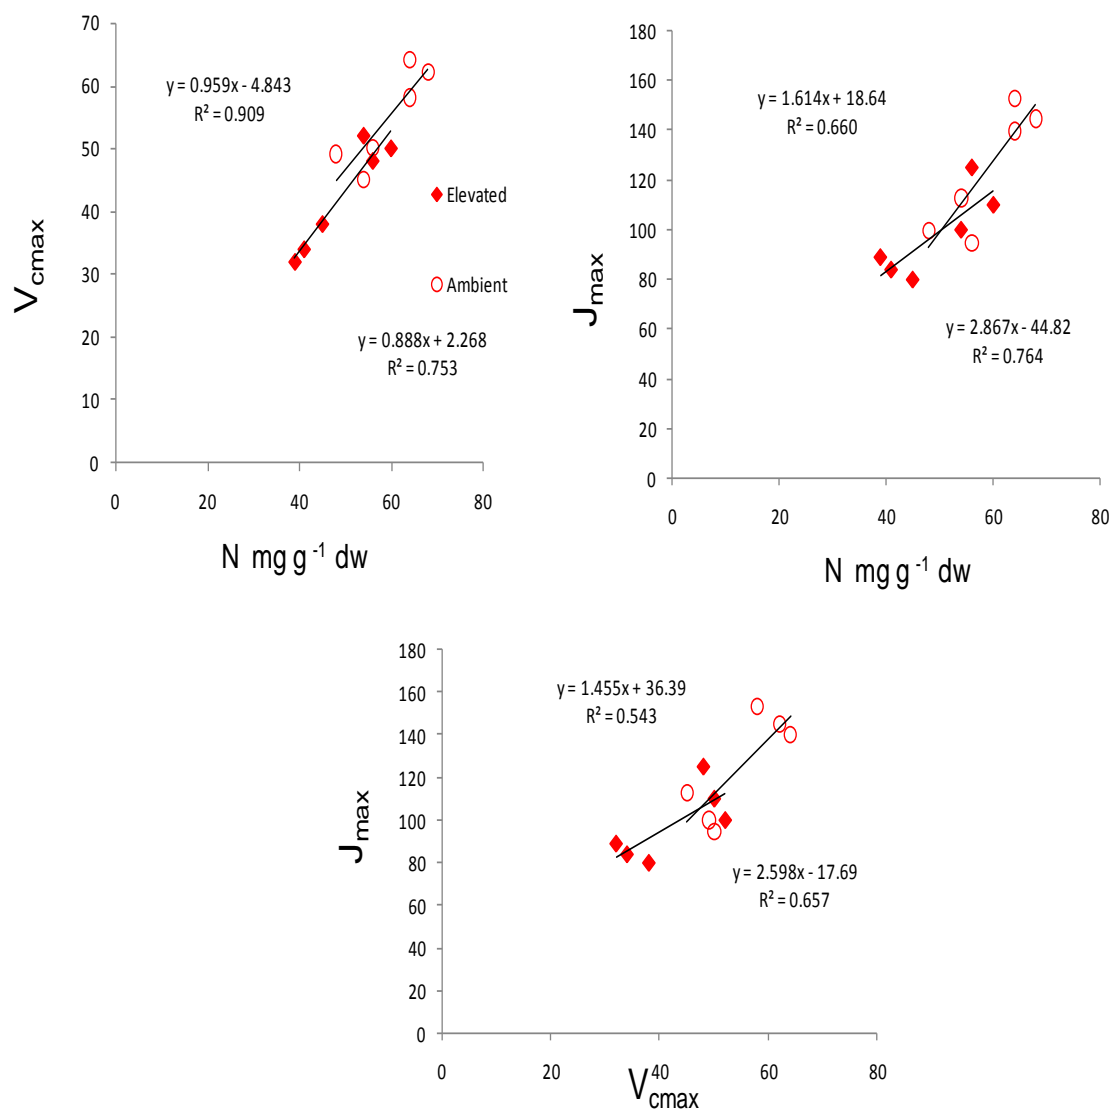 70
60
50
40
30
20
10
0
0
20
40
60
80
V cmax
N mg g -1 dw
y = 0.959x - 4.843
R² = 0.909
Elevated
Ambient
y = 0.888x + 2.268
R² = 0.753
180
160
140
120
100
80
60
40
20
0
0
20
40
60
80
J max
N mg g -1 dw
y = 1.614x + 18.64
R² = 0.660
y = 2.867x - 44.82
R² = 0.764
180
160
140
120
100
80
60
40
20
0
0
20
40
60
80
J max
V cmax
y = 1.455x + 36.39
R² = 0.543
y = 2.598x - 17.69
R² = 0.657